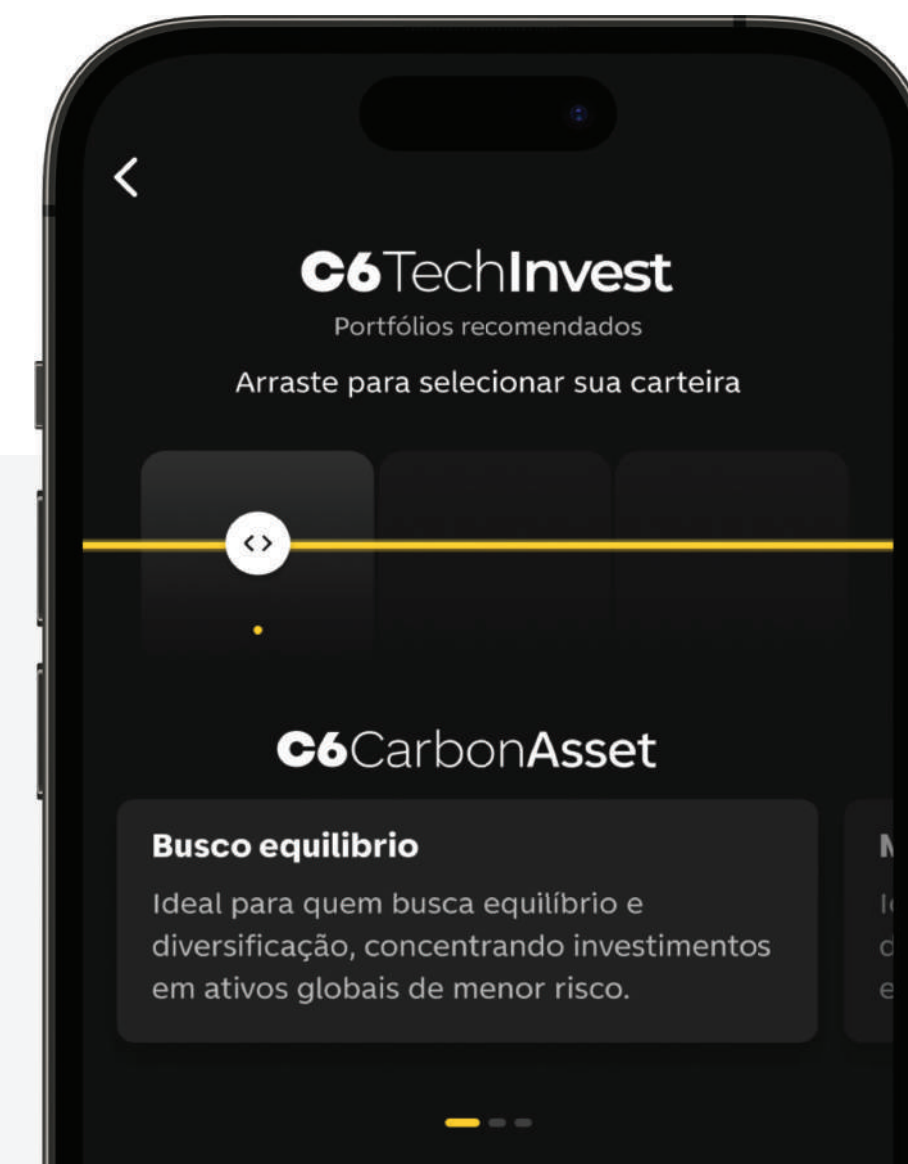 C6TechInvest
Portfólios recomendados
Arraste para selecionar sua carteira
C6CarbonAsset
Busco equilibrio
Ideal para quem busca equilíbrio e
diversificação, concentrando investimentos
em ativos globais de menor risco.